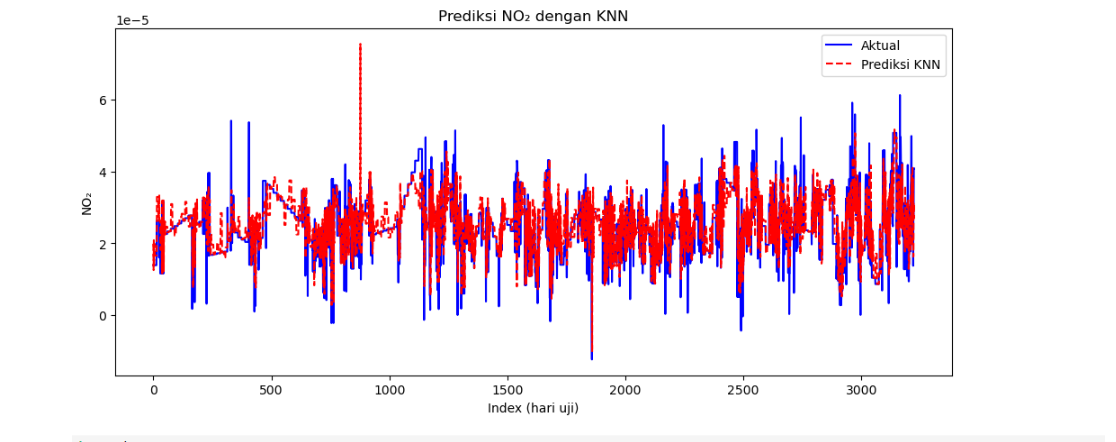 Prediksi NO₂ dengan KNN
1e−5
Aktual
Prediksi KNN
6
4
2
0
NO₂
0 500 1000 1500 2000 2500 3000
Index (hari uji)